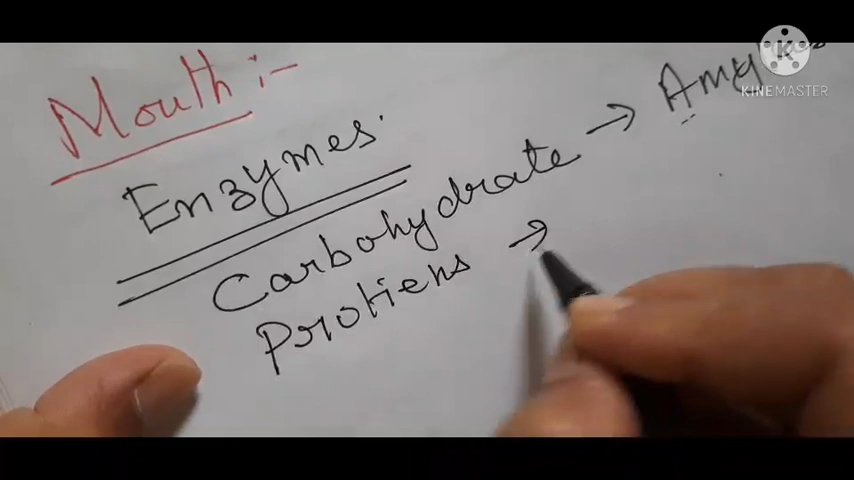 Mouth :-
Enzymes.
Carbohydrate →
Protiens →
KINEMASTER